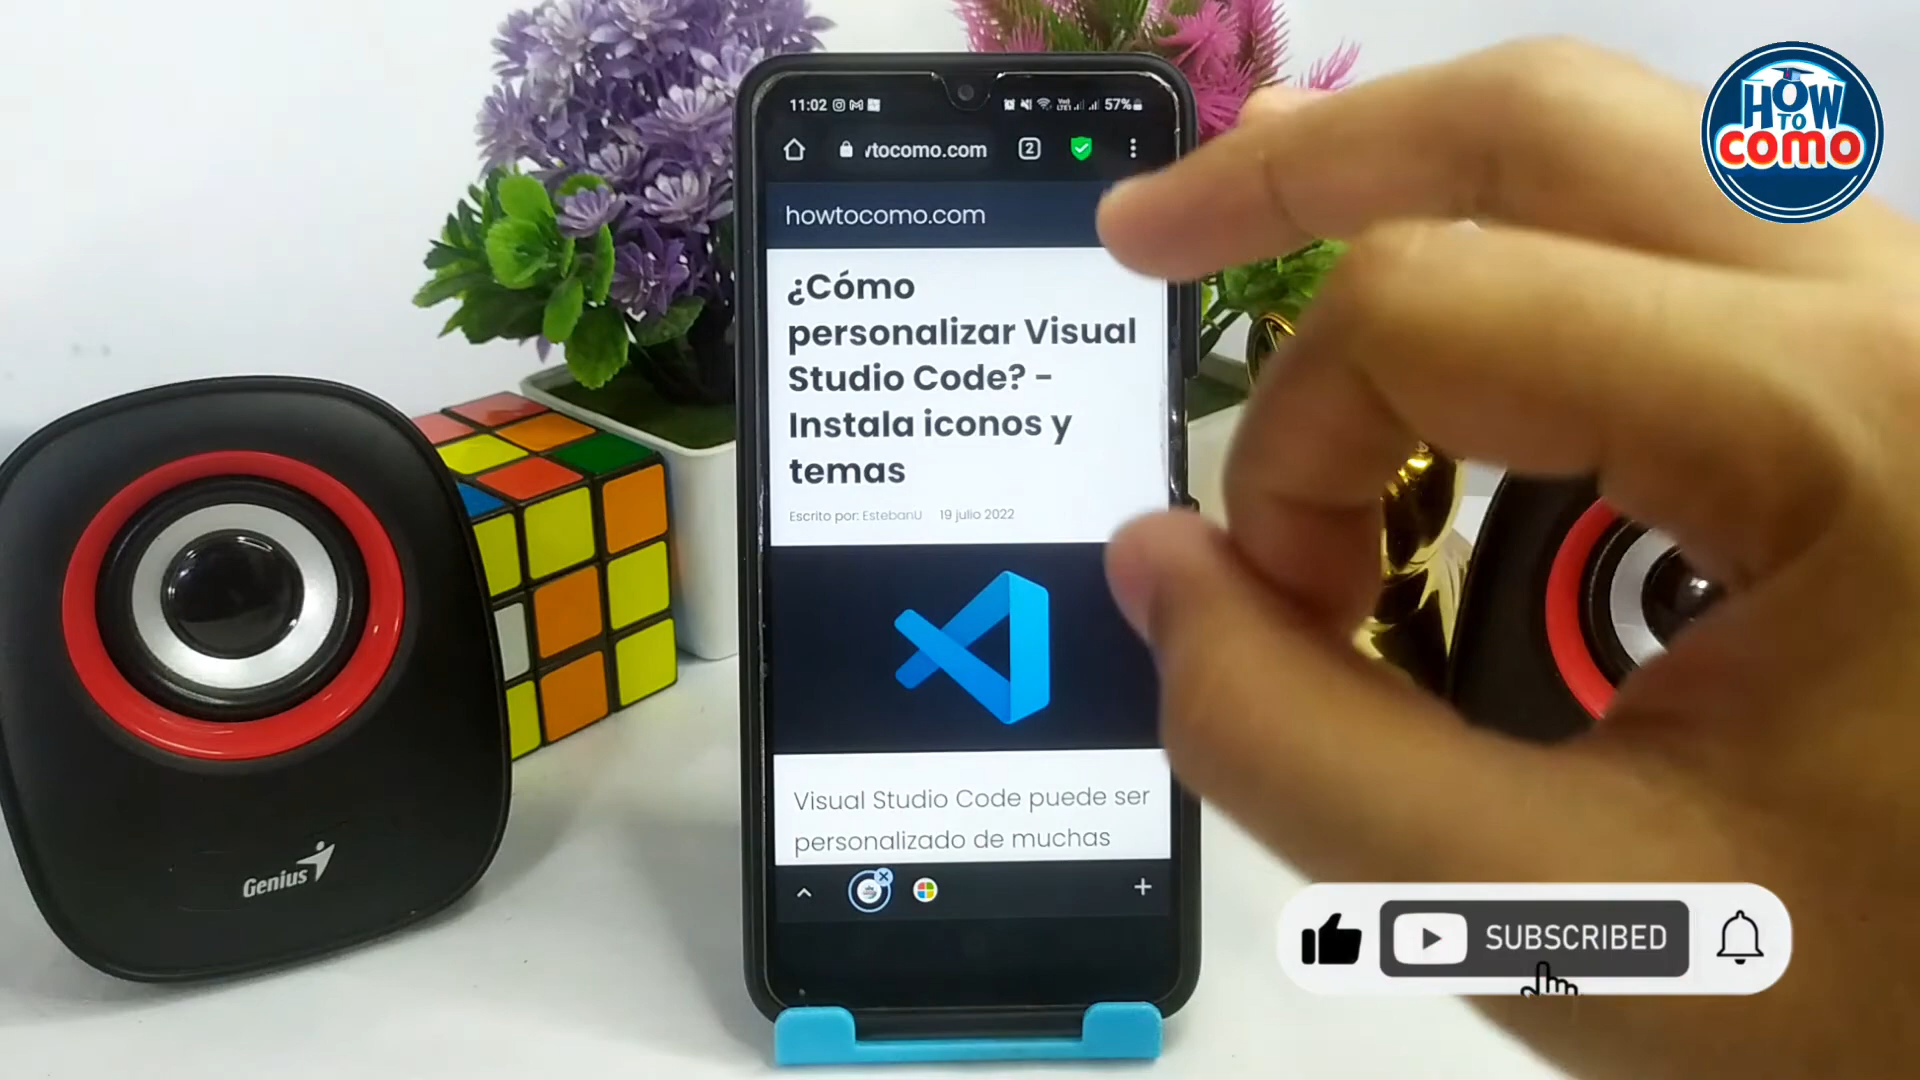 HOW
TO
como
11:02
57%
tocomo.com
2
howtocomo.com
¿Cómo
personalizar Visual
Studio Code? -
Instala iconos y
temas
Escrito por: EstebanU 19 julio 2022
Visual Studio Code puede ser
personalizado de muchas
Genius
SUBSCRIBED